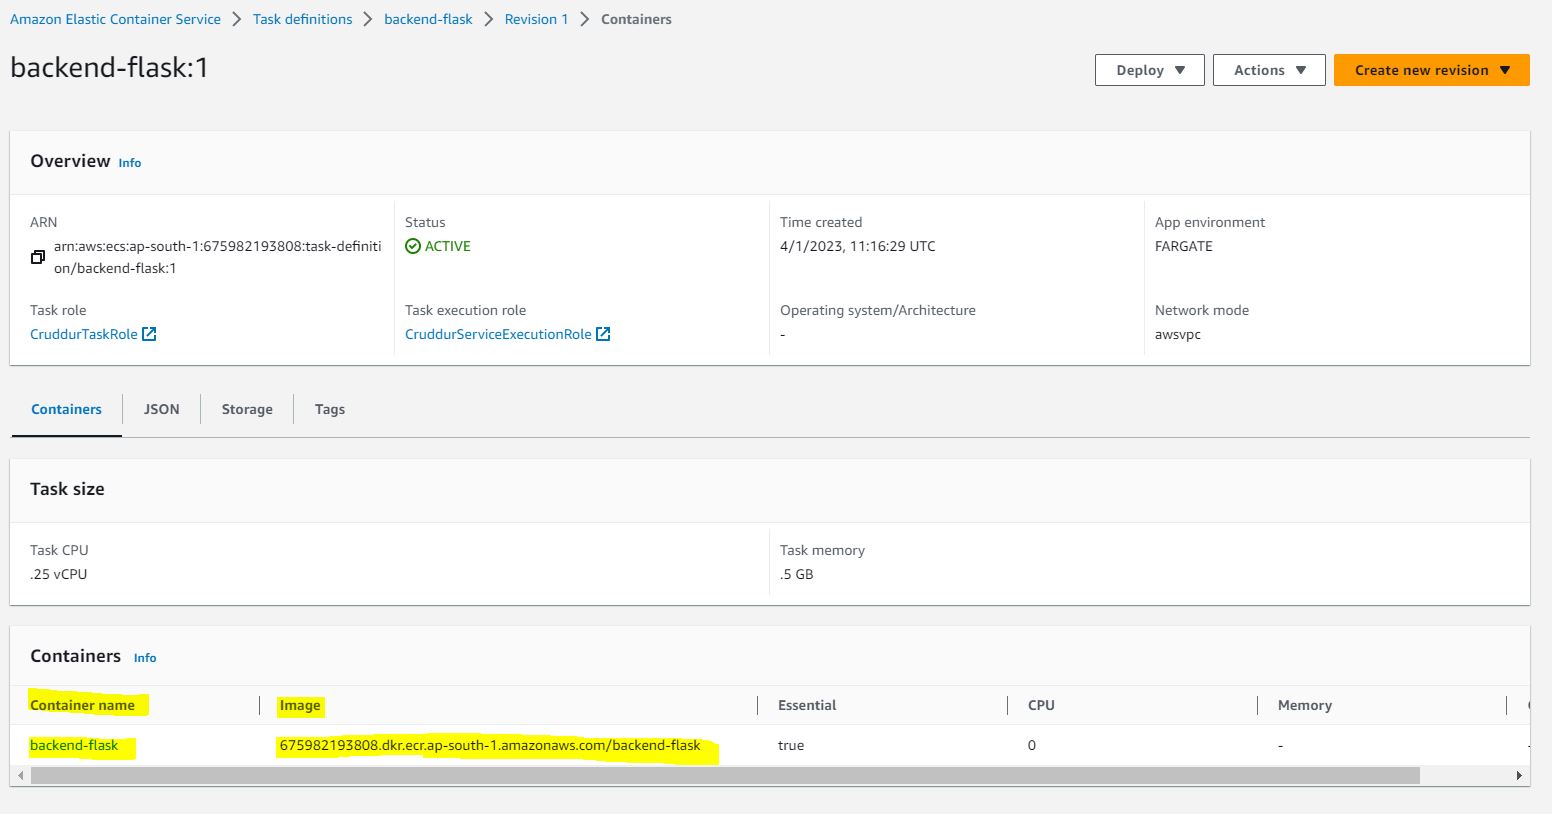 Amazon Elastic Container Service > Task definitions > backend-flask > Revision 1 > Containers
backend-flask:1
Deploy Actions Create new revision
Overview Info
ARN
arn:aws:ecs:ap-south-1:675982193808:task-definiti
on/backend-flask:1
Status
ACTIVE
Time created
4/1/2023, 11:16:29 UTC
App environment
FARGATE
Task role
CruddurTaskRole
Task execution role
CruddurServiceExecutionRole
Operating system/Architecture
-
Network mode
awsvpc
Containers JSON Storage Tags
Task size
Task CPU
.25 vCPU
Task memory
.5 GB
Containers Info
Container name Image Essential CPU Memory
backend-flask 675982193808.dkr.ecr.ap-south-1.amazonaws.com/backend-flask true 0 - -